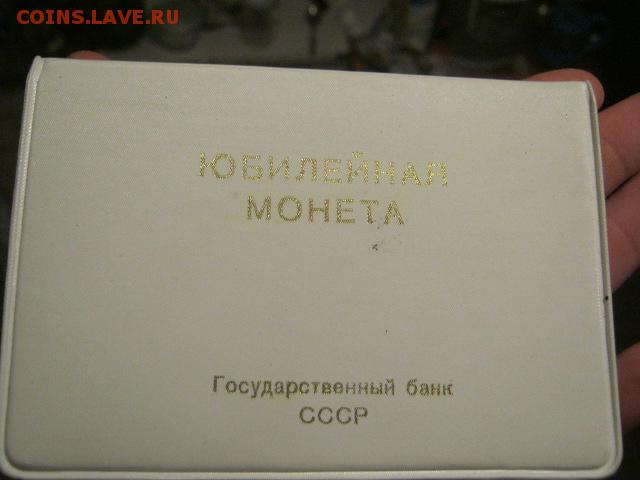 COINS.LAVE.RU
ЮБИЛЕЙНАЯ
МОНЕТА
Государственный банк
СССР